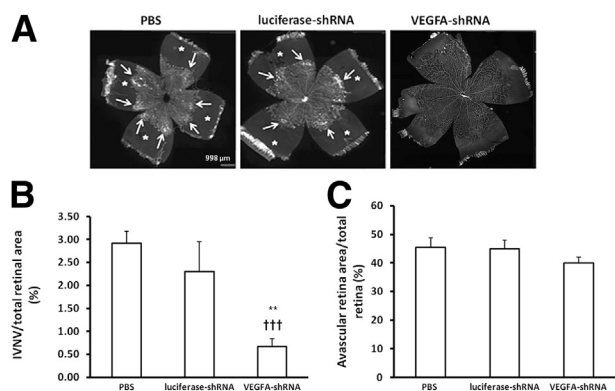 A
PBS
luciferase-shRNA
VEGFA-shRNA
998 µm
B
IVNV/total retinal area
(%)
3.50
3.00
2.50
2.00
1.50
1.00
0.50
0.00
**
†††
PBS
luciferase-shRNA
VEGFA-shRNA
C
Avascular retina area/total
retina (%)
60
50
40
30
20
10
0
PBS
luciferase-shRNA
VEGFA-shRNA